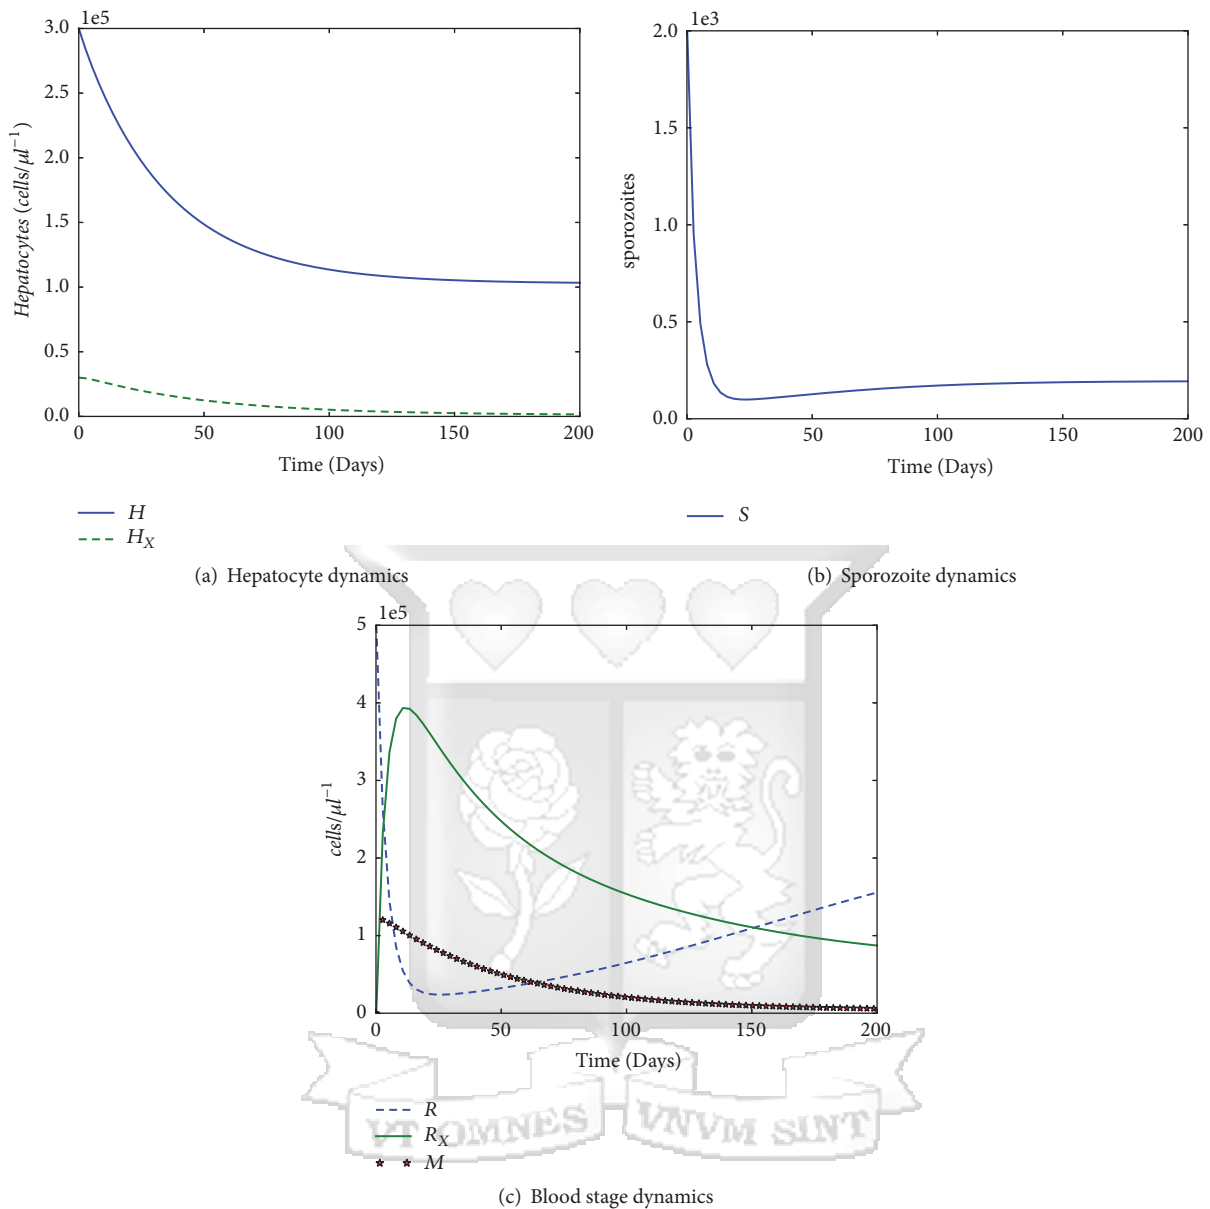 1e5
3.0
2.5
2.0
1.5
1.0
0.5
0.0
Hepatocytes (cells/μl⁻¹)
0 50 100 150 200
Time (Days)
H
H_X
(a) Hepatocyte dynamics
1e3
2.0
1.5
1.0
0.5
0.0
sporozoites
0 50 100 150 200
Time (Days)
S
(b) Sporozoite dynamics
1e5
5
4
3
2
1
0
cells/μl⁻¹
0 50 100 150 200
Time (Days)
R
R_X
M
VT OMNES VNVM SINT
(c) Blood stage dynamics